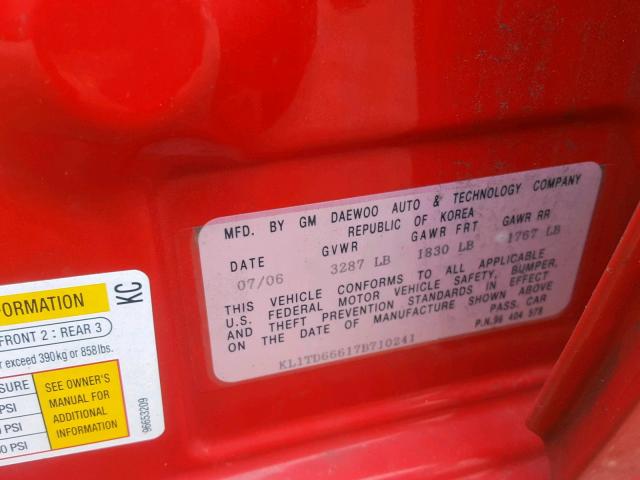 MFD. BY GM DAEWOO AUTO & TECHNOLOGY COMPANY
REPUBLIC OF KOREA
DATE GVWR GAWR FRT GAWR RR
07/06 3287 LB 1830 LB 1767 LB
THIS VEHICLE CONFORMS TO ALL APPLICABLE
U.S. FEDERAL MOTOR VEHICLE SAFETY, BUMPER,
AND THEFT PREVENTION STANDARDS IN EFFECT
ON THE DATE OF MANUFACTURE SHOWN ABOVE
PASS. CAR
P.N.96 404 578
KL1TD66617B710241
FORMATION
KC
FRONT 2 : REAR 3
r exceed 390kg or 858lbs.
SURE
PSI
PSI
0 PSI
SEE OWNER'S
MANUAL FOR
ADDITIONAL
INFORMATION
96653209